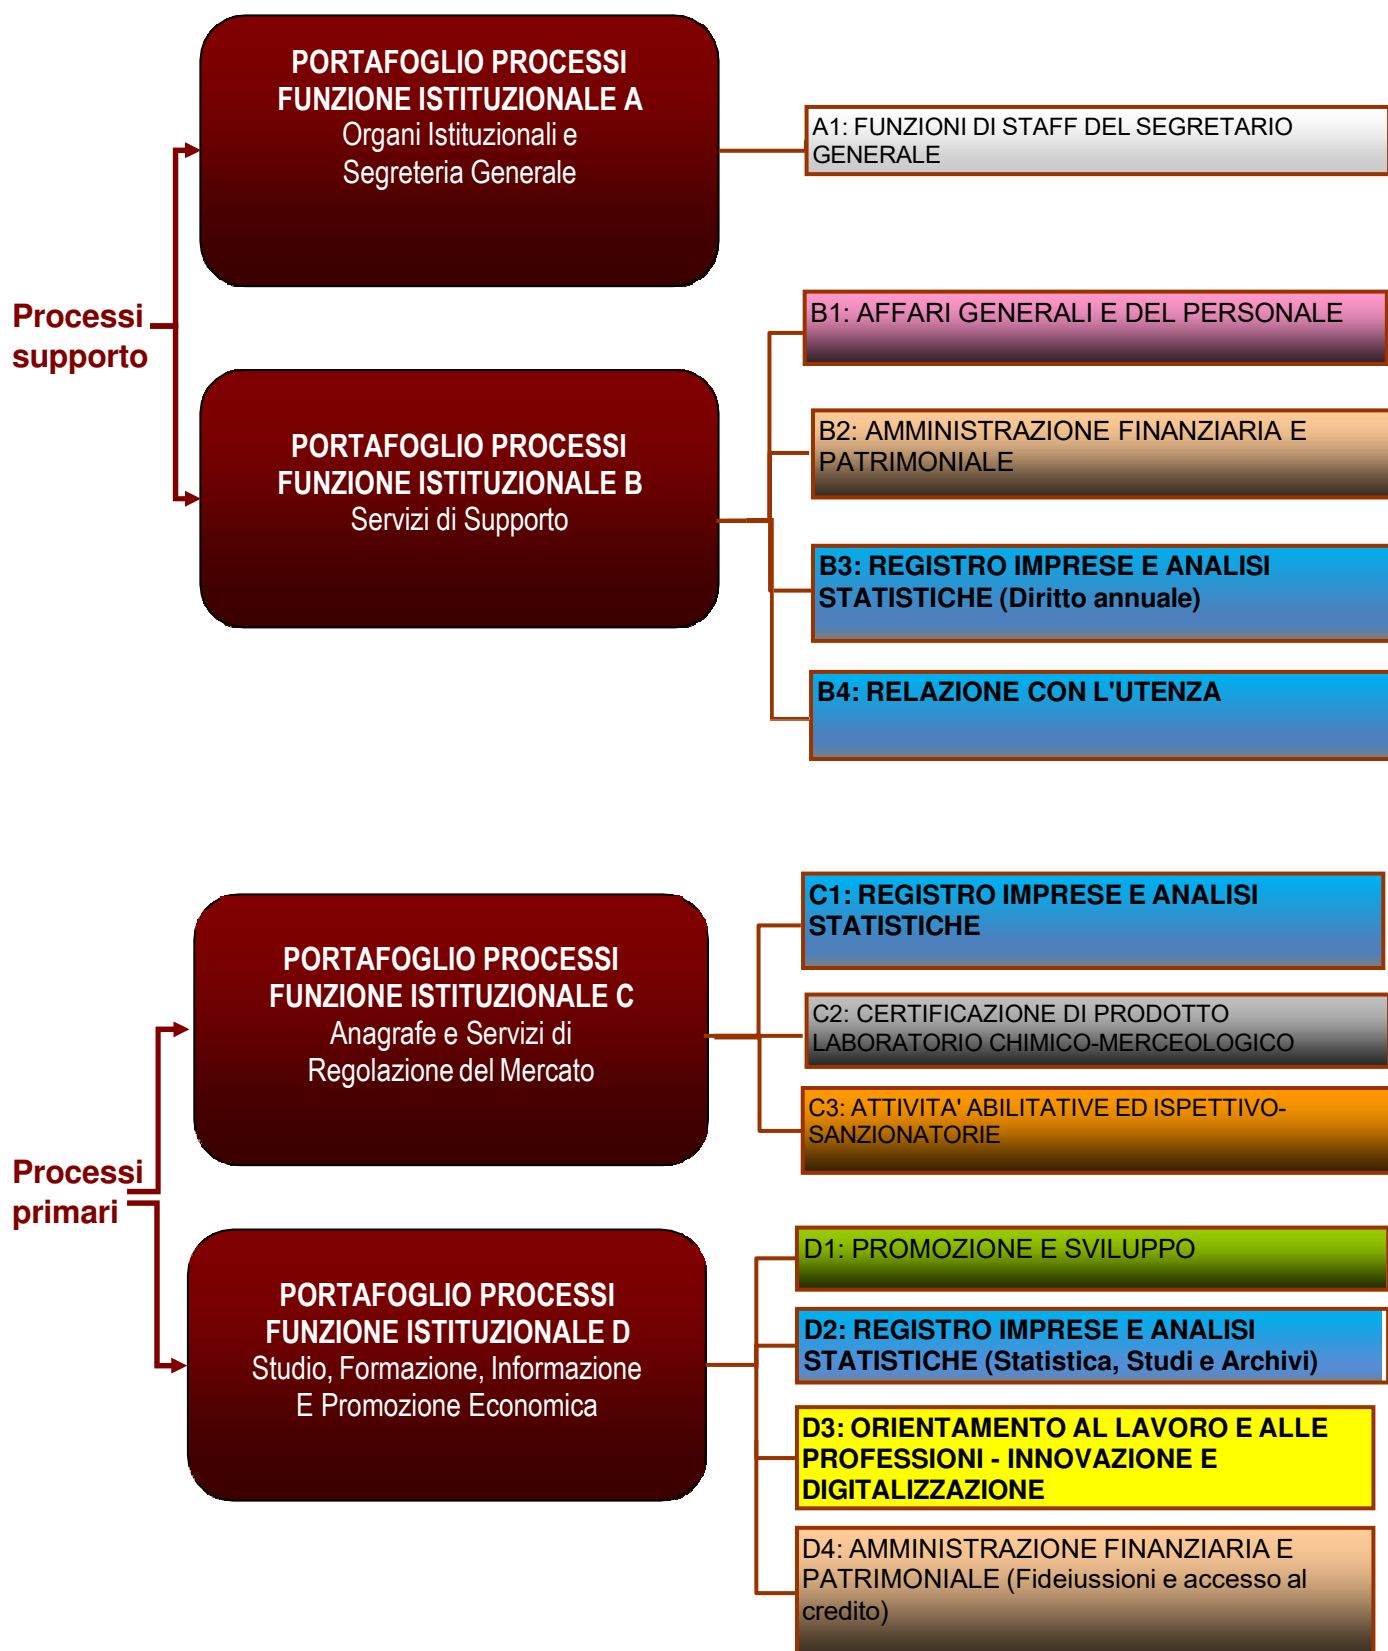 PORTAFOGLIO PROCESSI
FUNZIONE ISTITUZIONALE A
Organi Istituzionali e
Segreteria Generale
A1: FUNZIONI DI STAFF DEL SEGRETARIO
GENERALE
Processi
supporto
B1: AFFARI GENERALI E DEL PERSONALE
PORTAFOGLIO PROCESSI
FUNZIONE ISTITUZIONALE B
Servizi di Supporto
B2: AMMINISTRAZIONE FINANZIARIA E
PATRIMONIALE
B3: REGISTRO IMPRESE E ANALISI
STATISTICHE (Diritto annuale)
B4: RELAZIONE CON L'UTENZA
PORTAFOGLIO PROCESSI
FUNZIONE ISTITUZIONALE C
Anagrafe e Servizi di
Regolazione del Mercato
C1: REGISTRO IMPRESE E ANALISI
STATISTICHE
C2: CERTIFICAZIONE DI PRODOTTO
LABORATORIO CHIMICO-MERCEOLOGICO
C3: ATTIVITA' ABILITATIVE ED ISPETTIVO-
SANZIONATORIE
Processi
primari
PORTAFOGLIO PROCESSI
FUNZIONE ISTITUZIONALE D
Studio, Formazione, Informazione
E Promozione Economica
D1: PROMOZIONE E SVILUPPO
D2: REGISTRO IMPRESE E ANALISI
STATISTICHE (Statistica, Studi e Archivi)
D3: ORIENTAMENTO AL LAVORO E ALLE
PROFESSIONI - INNOVAZIONE E
DIGITALIZZAZIONE
D4: AMMINISTRAZIONE FINANZIARIA E
PATRIMONIALE (Fideiussioni e accesso al
credito)